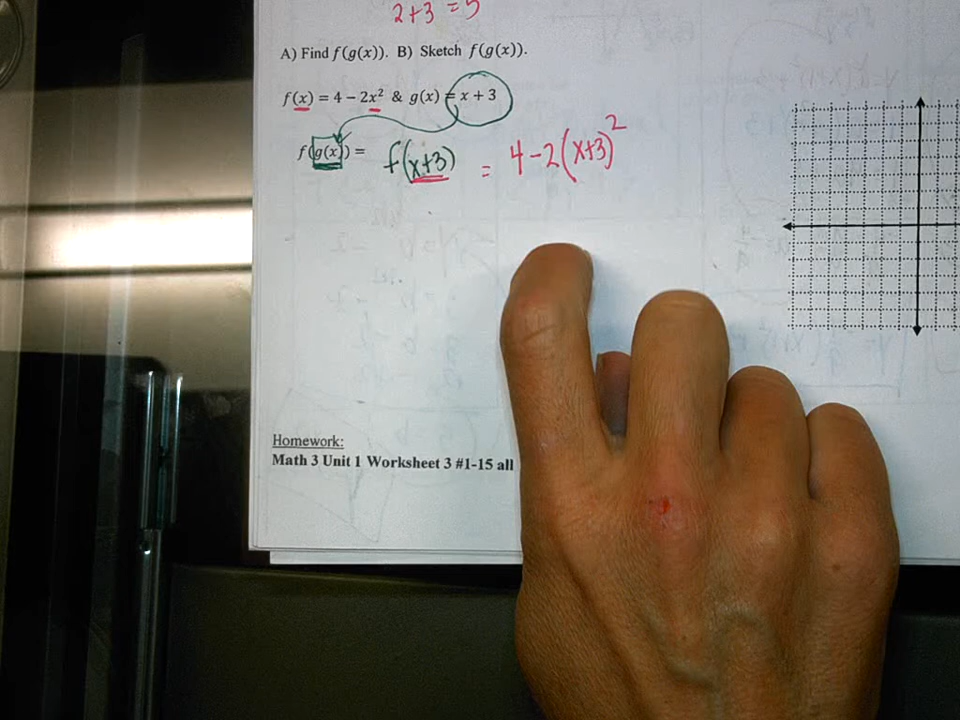 2+3 = 5
A) Find f(g(x)). B) Sketch f(g(x)).
f(x) = 4 − 2x² & g(x) = x + 3
f(g(x)) = f(x+3) = 4-2(x+3)²
Homework:
Math 3 Unit 1 Worksheet 3 #1-15 all